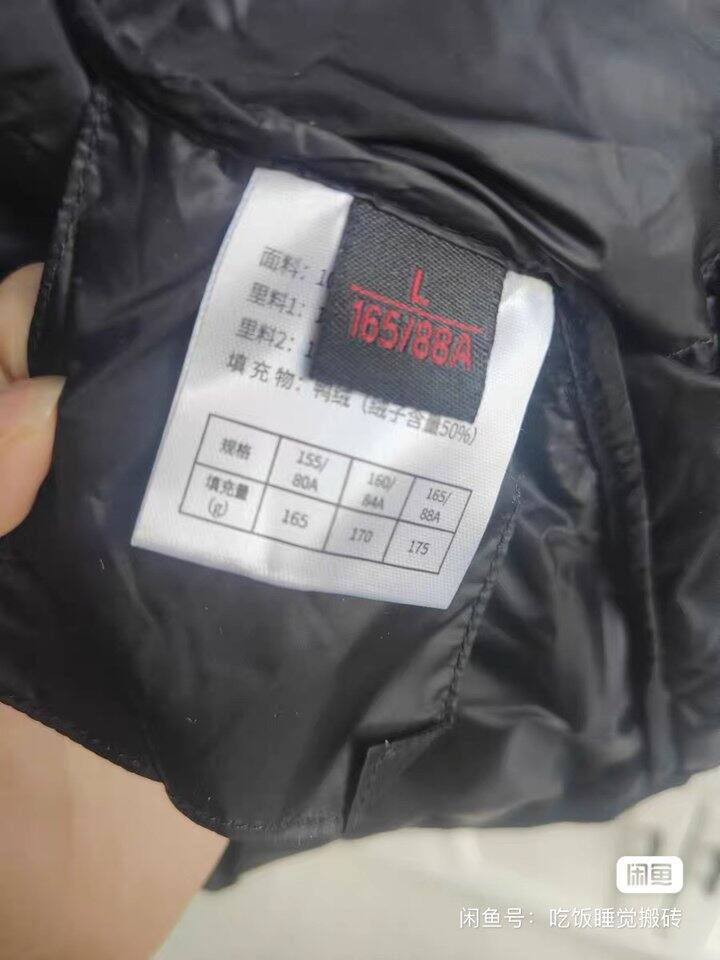 L
165/88A
面料：
里料1：
里料2：
填充物：鸭绒（绒子含量50%）
规格 155/80A 160/84A 165/88A
填充量(g) 165 170 175
闲鱼
闲鱼号：吃饭睡觉搬砖